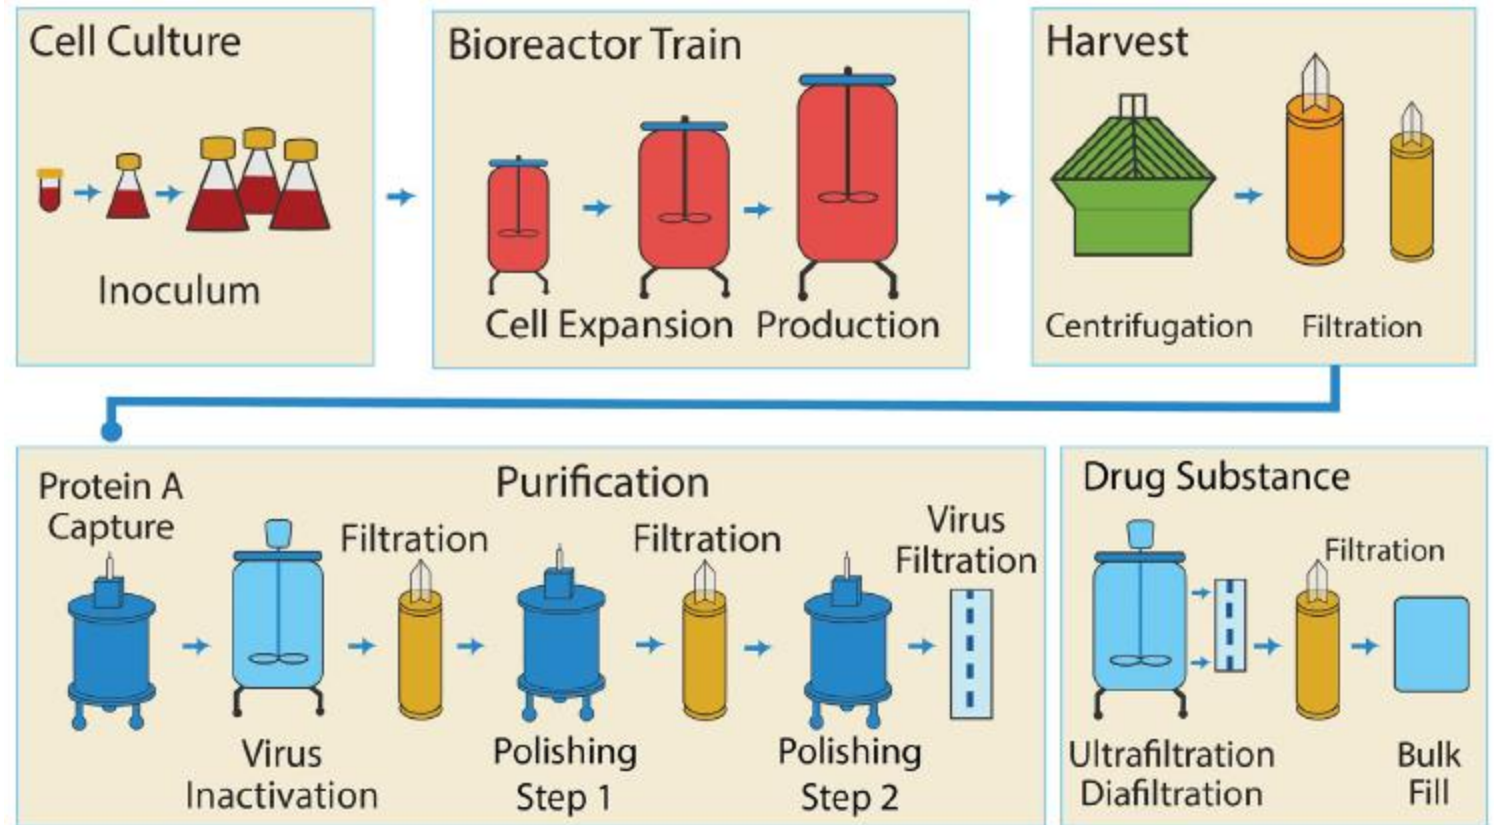 Cell Culture
Inoculum
Bioreactor Train
Cell Expansion
Production
Harvest
Centrifugation
Filtration
Purification
Protein A
Capture
Virus
Inactivation
Filtration
Polishing
Step 1
Filtration
Polishing
Step 2
Virus
Filtration
Drug Substance
Ultrafiltration
Diafiltration
Filtration
Bulk
Fill